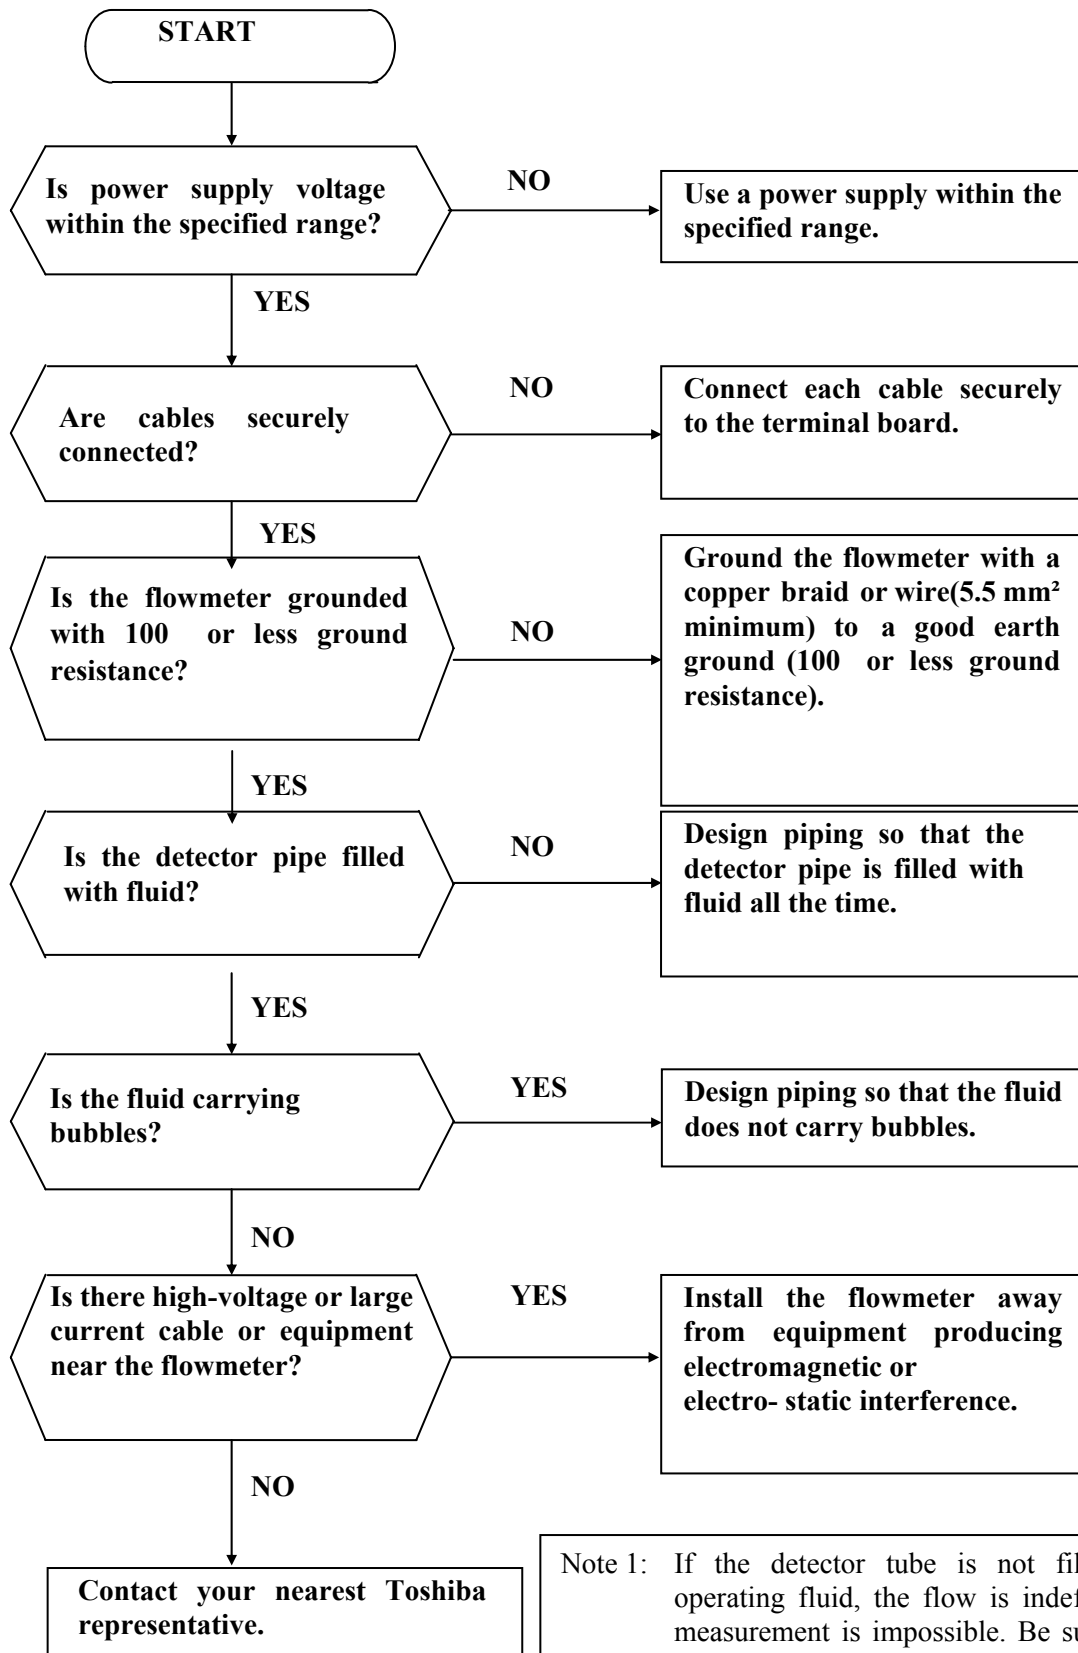 START
Is power supply voltage
within the specified range?
NO
Use a power supply within the
specified range.
YES
Are cables securely
connected?
NO
Connect each cable securely
to the terminal board.
YES
Is the flowmeter grounded
with 100 or less ground
resistance?
NO
Ground the flowmeter with a
copper braid or wire(5.5 mm²
minimum) to a good earth
ground (100 or less ground
resistance).
YES
Is the detector pipe filled
with fluid?
NO
Design piping so that the
detector pipe is filled with
fluid all the time.
YES
Is the fluid carrying
bubbles?
YES
Design piping so that the fluid
does not carry bubbles.
NO
Is there high-voltage or large
current cable or equipment
near the flowmeter?
YES
Install the flowmeter away
from equipment producing
electromagnetic or
electro- static interference.
NO
Contact your nearest Toshiba
representative.
Note 1: If the detector tube is not
operating fluid, the flow is
measurement is impossible. Be